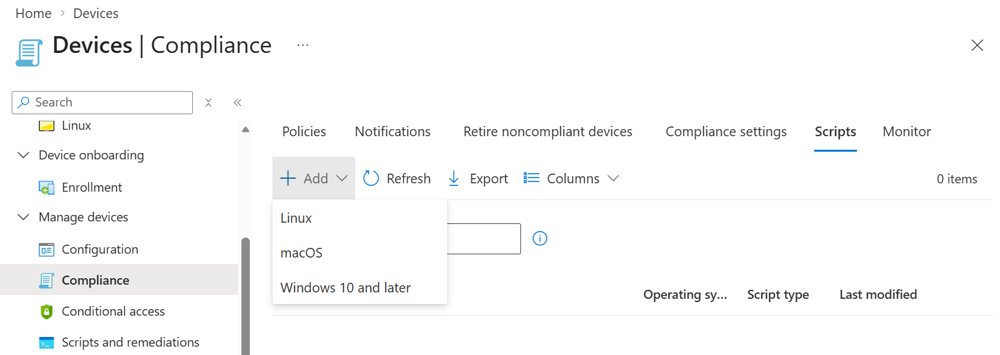 Home > Devices
Devices | Compliance ...
Search
Linux
Device onboarding
Enrollment
Manage devices
Configuration
Compliance
Conditional access
Scripts and remediations
Policies Notifications Retire noncompliant devices Compliance settings Scripts Monitor
Add Refresh Export Columns 0 items
Linux
macOS
Windows 10 and later
Operating sy... Script type Last modified